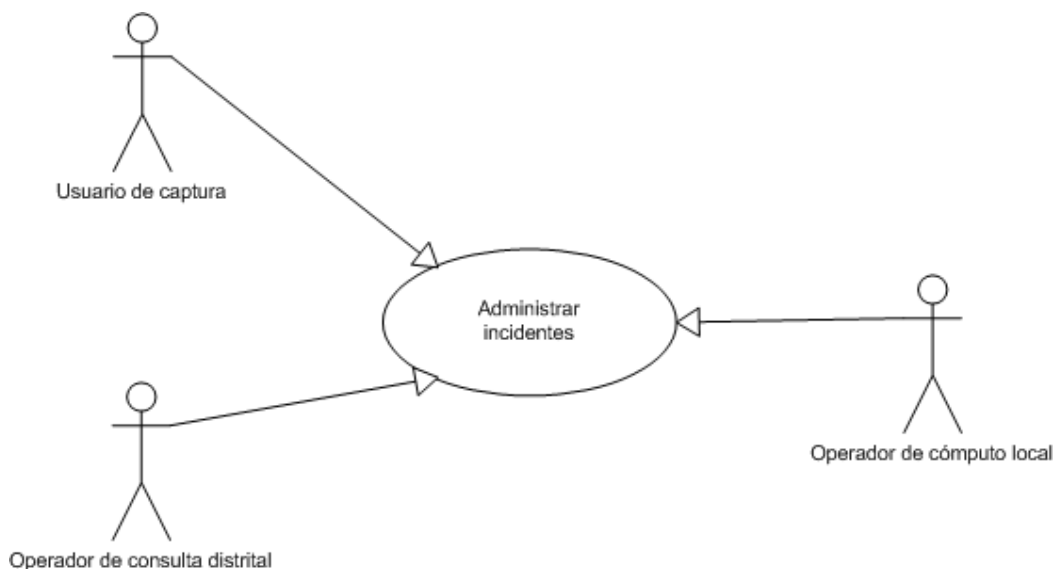 Usuario de captura
Administrar
incidentes
Operador de cómputo local
Operador de consulta distrital